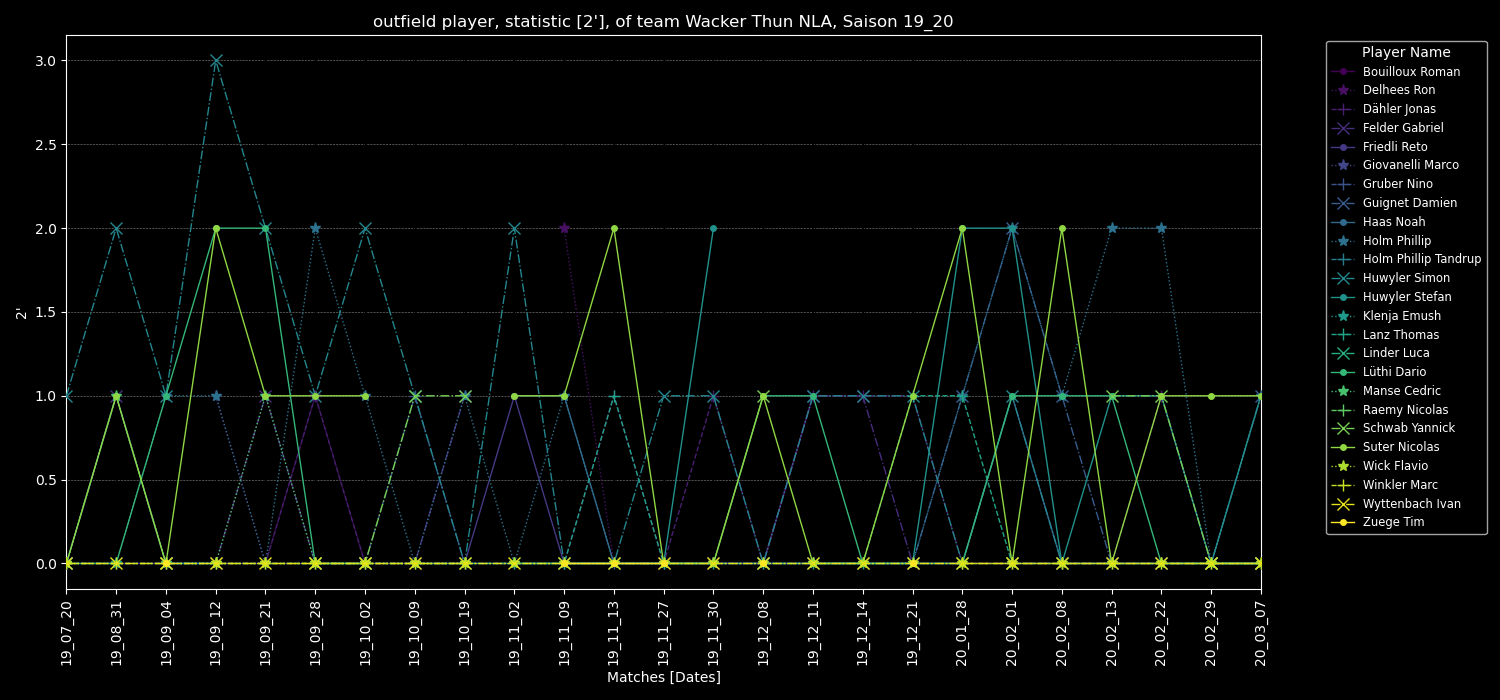 outfield player, statistic [2'], of team Wacker Thun NLA, Saison 19_20
3.0
2.5
2.0
1.5
1.0
0.5
0.0
2'
19_07_20
19_08_31
19_09_04
19_09_12
19_09_21
19_09_28
19_10_02
19_10_09
19_10_19
19_11_02
19_11_09
19_11_13
19_11_27
19_11_30
19_12_08
19_12_11
19_12_14
19_12_21
20_01_28
20_02_01
20_02_08
20_02_13
20_02_22
20_02_29
20_03_07
Matches [Dates]
Player Name
Bouilloux Roman
Delhees Ron
Dähler Jonas
Felder Gabriel
Friedli Reto
Giovanelli Marco
Gruber Nino
Guignet Damien
Haas Noah
Holm Phillip
Holm Phillip Tandrup
Huwyler Simon
Huwyler Stefan
Klenja Emush
Lanz Thomas
Linder Luca
Lüthi Dario
Manse Cedric
Raemy Nicolas
Schwab Yannick
Suter Nicolas
Wick Flavio
Winkler Marc
Wyttenbach Ivan
Zuege Tim